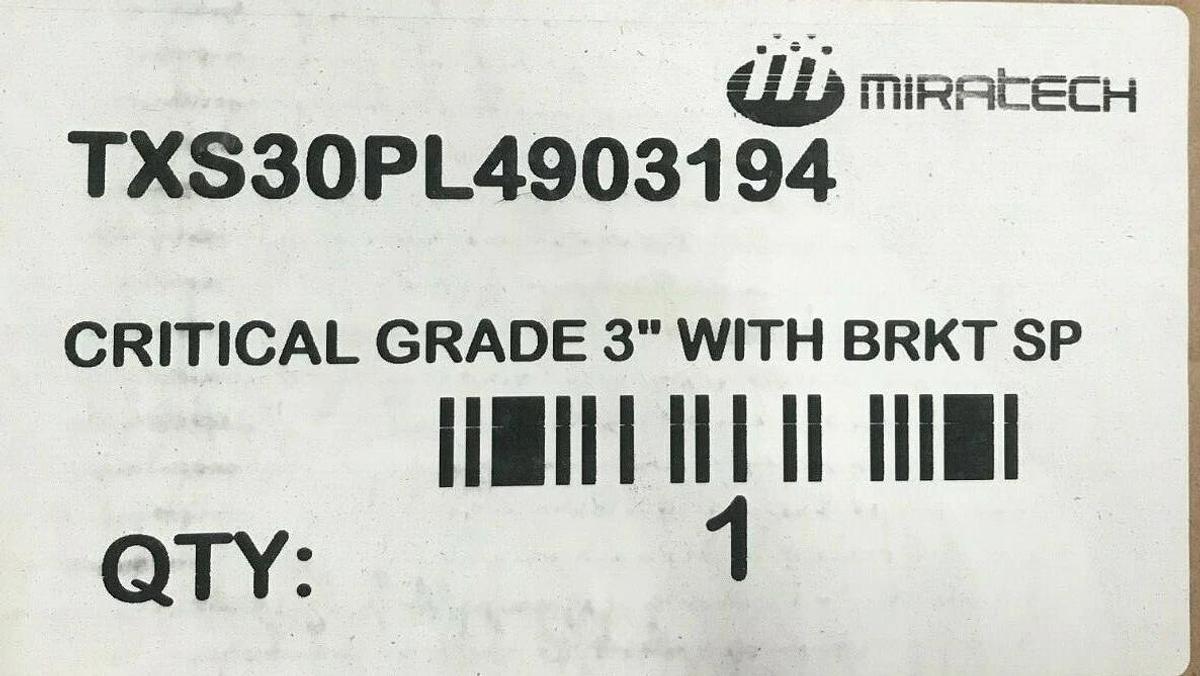 MIRATECH
TXS30PL4903194
CRITICAL GRADE 3" WITH BRKT SP
1
QTY: